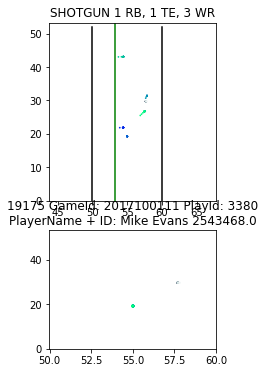 SHOTGUN 1 RB, 1 TE, 3 WR
50
40
30
20
10
0
45 50 55 60 65
19175 GameId: 2017100111 PlayId: 3380
PlayerName + ID: Mike Evans 2543468.0
40
20
0
50.0 52.5 55.0 57.5 60.0